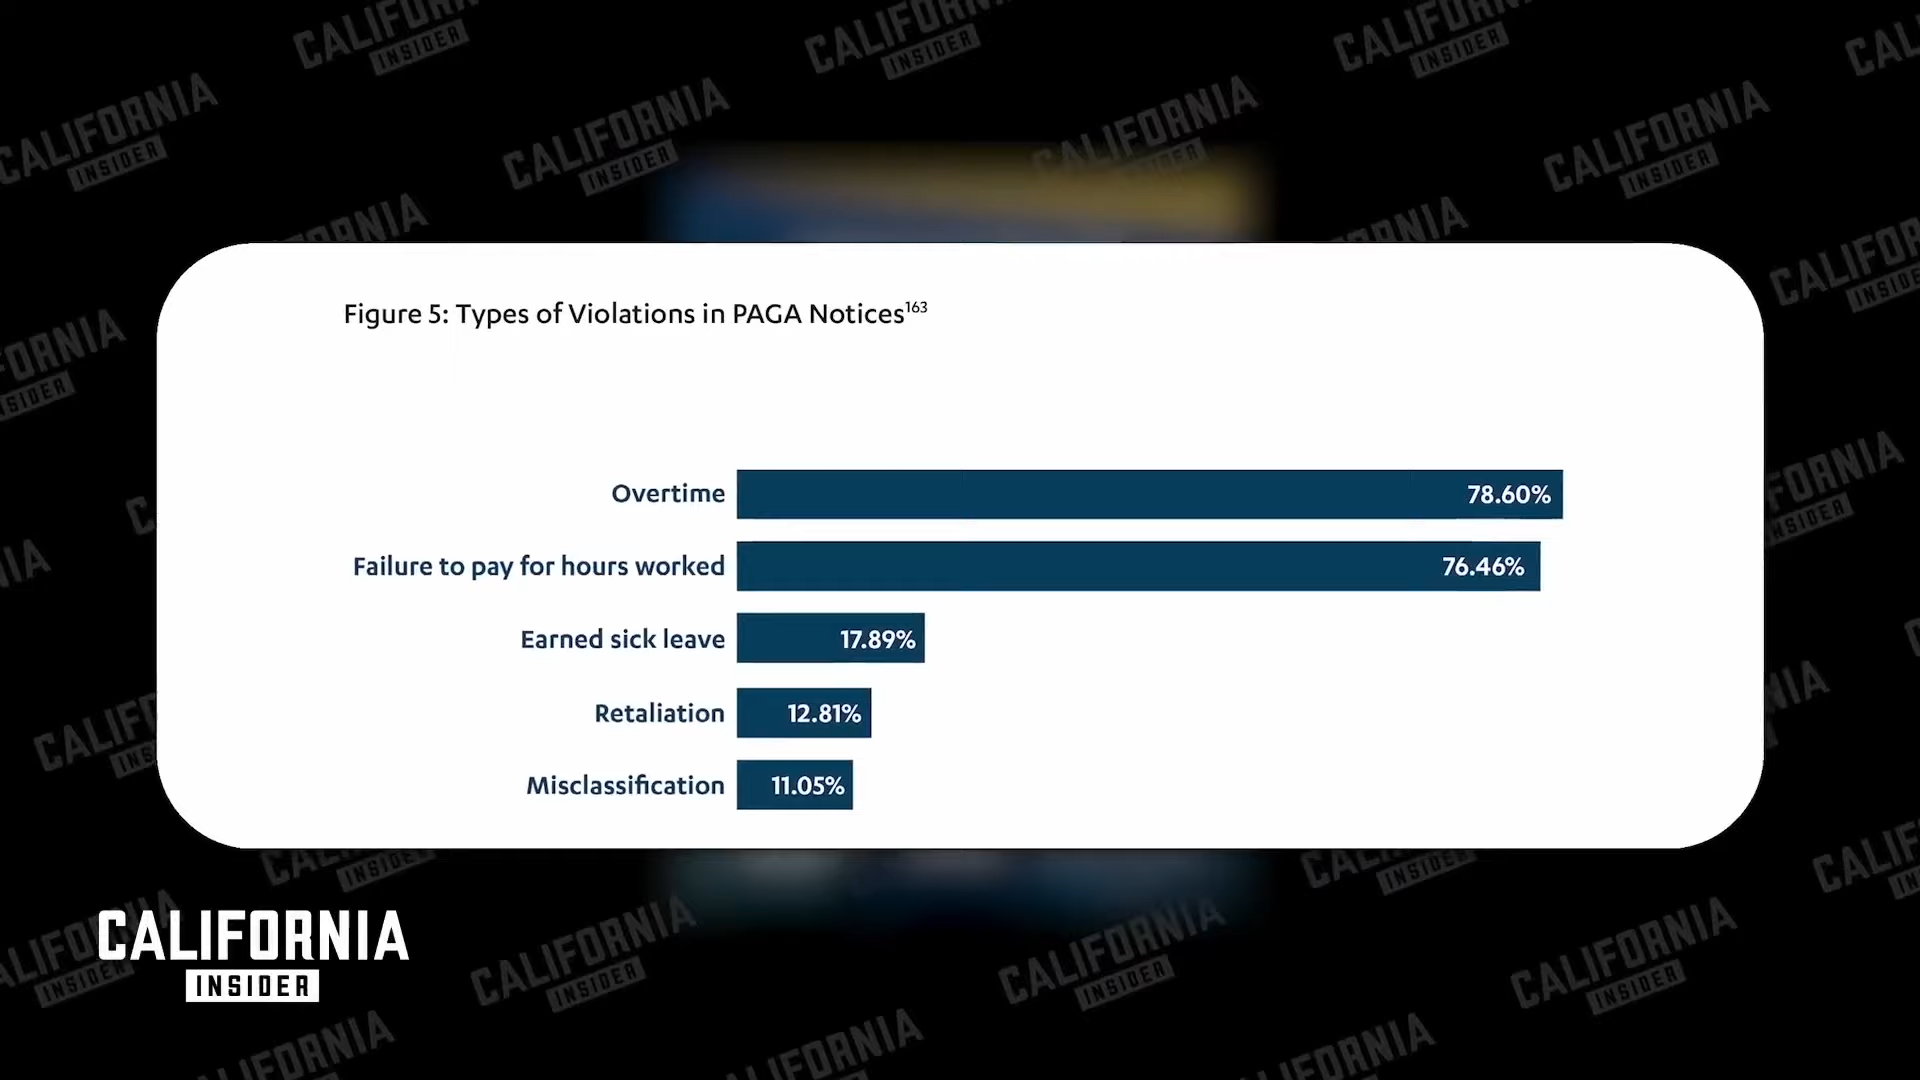 Figure 5: Types of Violations in PAGA Notices163
Overtime 78.60%
Failure to pay for hours worked 76.46%
Earned sick leave 17.89%
Retaliation 12.81%
Misclassification 11.05%
CALIFORNIA
INSIDER